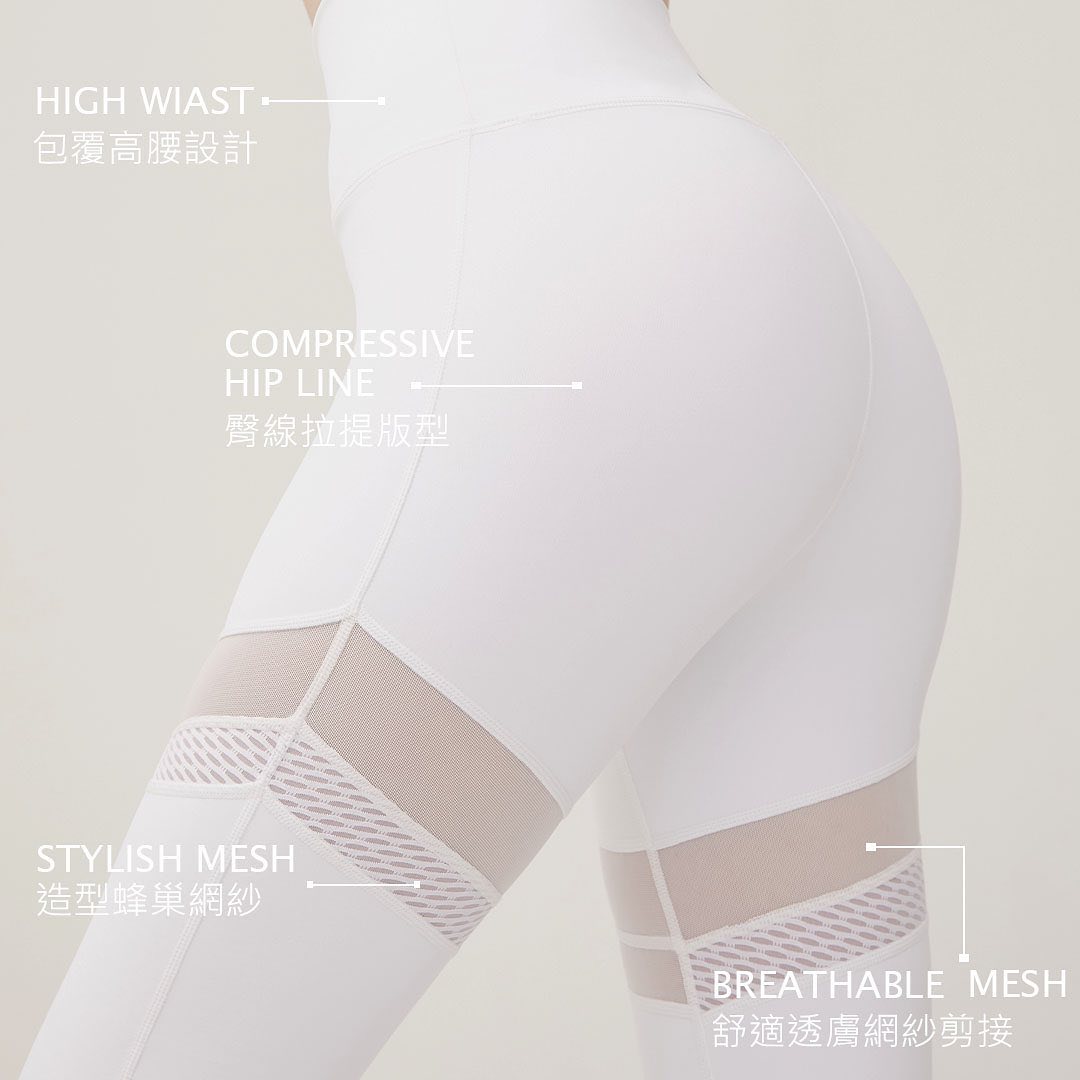 HIGH WIAST
包覆高腰設計
COMPRESSIVE
HIP LINE
臀線拉提版型
STYLISH MESH
造型蜂巢網紗
BREATHABLE MESH
舒適透膚網紗剪接